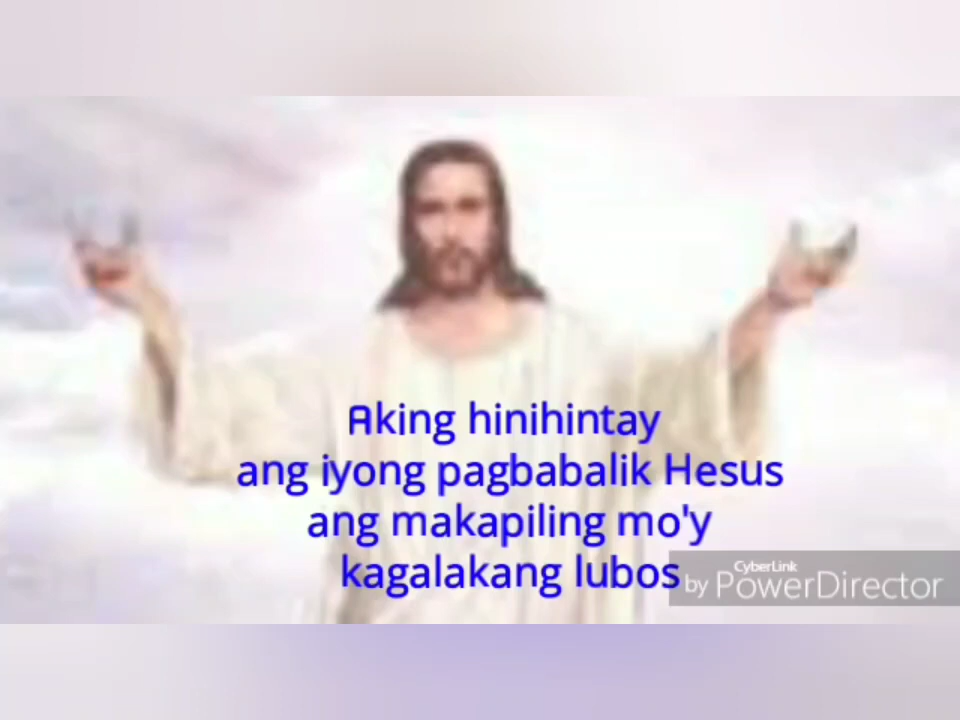 Aking hinihintay
ang iyong pagbabalik Hesus
ang makapiling mo'y
kagalakang lubos
CyberLink
by PowerDirector